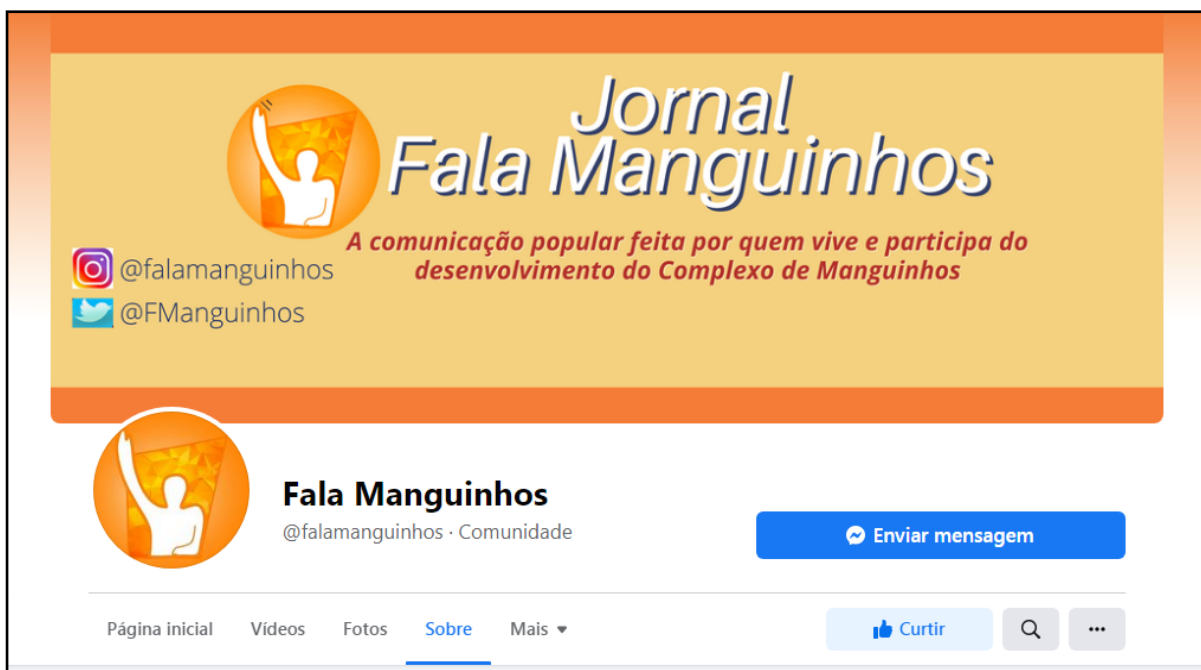 Jornal
Fala Manguinhos
A comunicação popular feita por quem vive e participa do
desenvolvimento do Complexo de Manguinhos
@falamanguinhos
@FManguinhos
Fala Manguinhos
@falamanguinhos · Comunidade
Enviar mensagem
Página inicial Vídeos Fotos Sobre Mais
Curtir